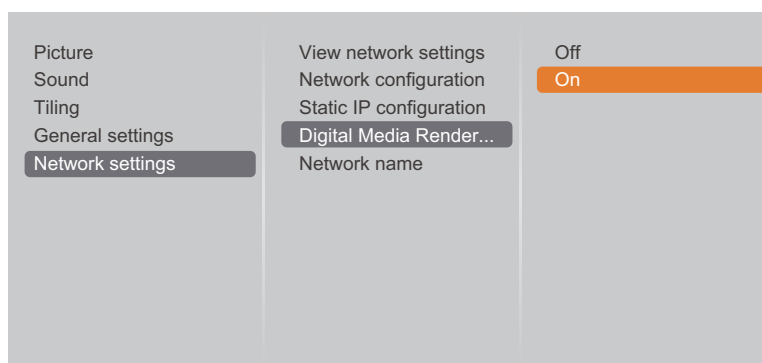 Picture
Sound
Tiling
General settings
Network settings
View network settings
Network configuration
Static IP configuration
Digital Media Render...
Network name
Off
On